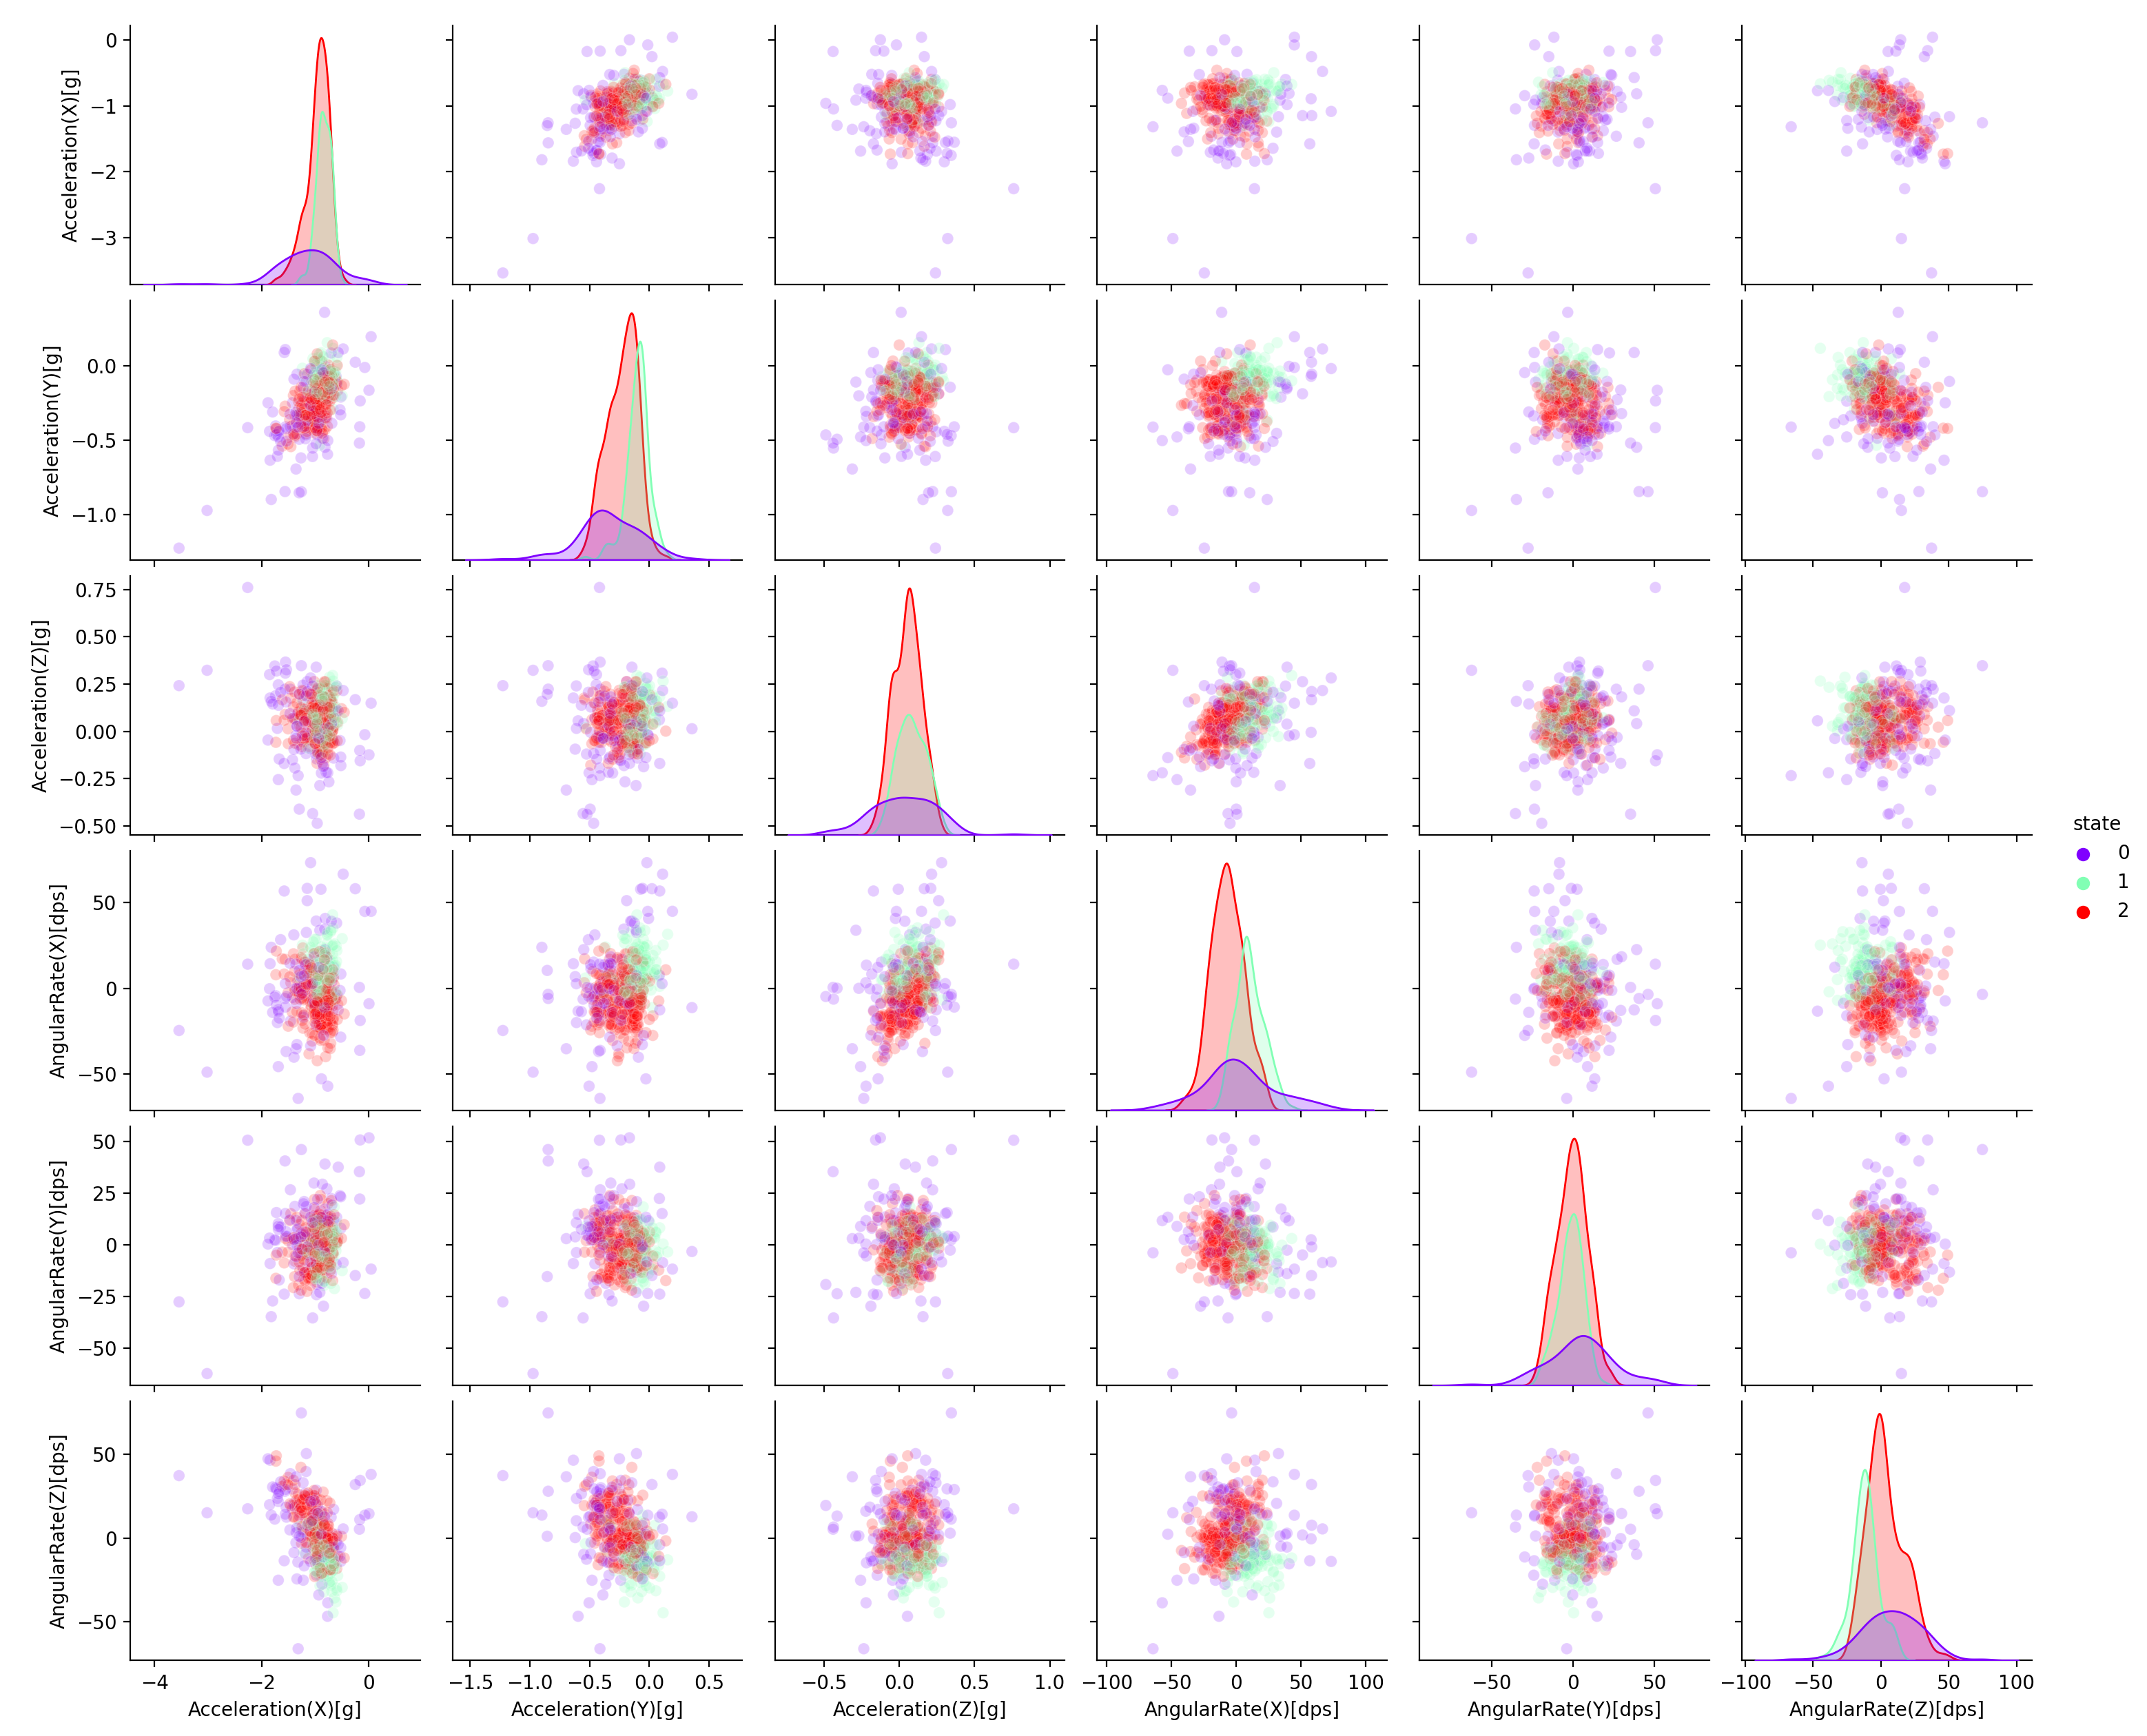 0
−1
−2
−3
Acceleration(X)[g]
0.0
−0.5
−1.0
Acceleration(Y)[g]
0.75
0.50
0.25
0.00
−0.25
−0.50
Acceleration(Z)[g]
50
0
−50
AngularRate(X)[dps]
50
25
0
−25
−50
AngularRate(Y)[dps]
50
0
−50
AngularRate(Z)[dps]
−4 −2 0
Acceleration(X)[g]
−1.5 −1.0 −0.5 0.0 0.5
Acceleration(Y)[g]
−0.5 0.0 0.5 1.0
Acceleration(Z)[g]
−100 −50 0 50 100
AngularRate(X)[dps]
−50 0 50
AngularRate(Y)[dps]
−100 −50 0 50 100
AngularRate(Z)[dps]
state
0
1
2